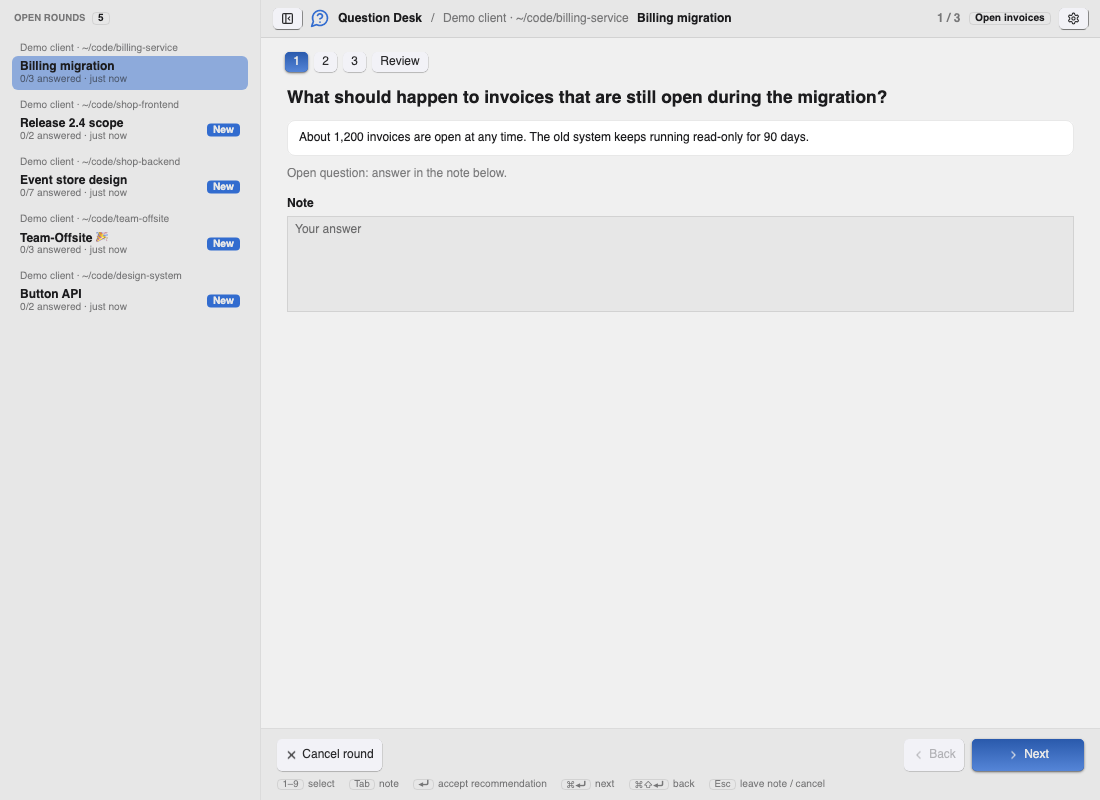 OPEN ROUNDS 5
Demo client · ~/code/billing-service
Billing migration
0/3 answered · just now
Demo client · ~/code/shop-frontend
Release 2.4 scope
0/2 answered · just now
New
Demo client · ~/code/shop-backend
Event store design
0/7 answered · just now
New
Demo client · ~/code/team-offsite
Team-Offsite 🎉
0/3 answered · just now
New
Demo client · ~/code/design-system
Button API
0/2 answered · just now
New
Question Desk / Demo client · ~/code/billing-service Billing migration
1 / 3 Open invoices
1 2 3 Review
What should happen to invoices that are still open during the migration?
About 1,200 invoices are open at any time. The old system keeps running read-only for 90 days.
Open question: answer in the note below.
Note
Your answer
Cancel round
Back
Next
1–9 select Tab note ↵ accept recommendation ⌘↵ next ⌘⇧↵ back Esc leave note / cancel